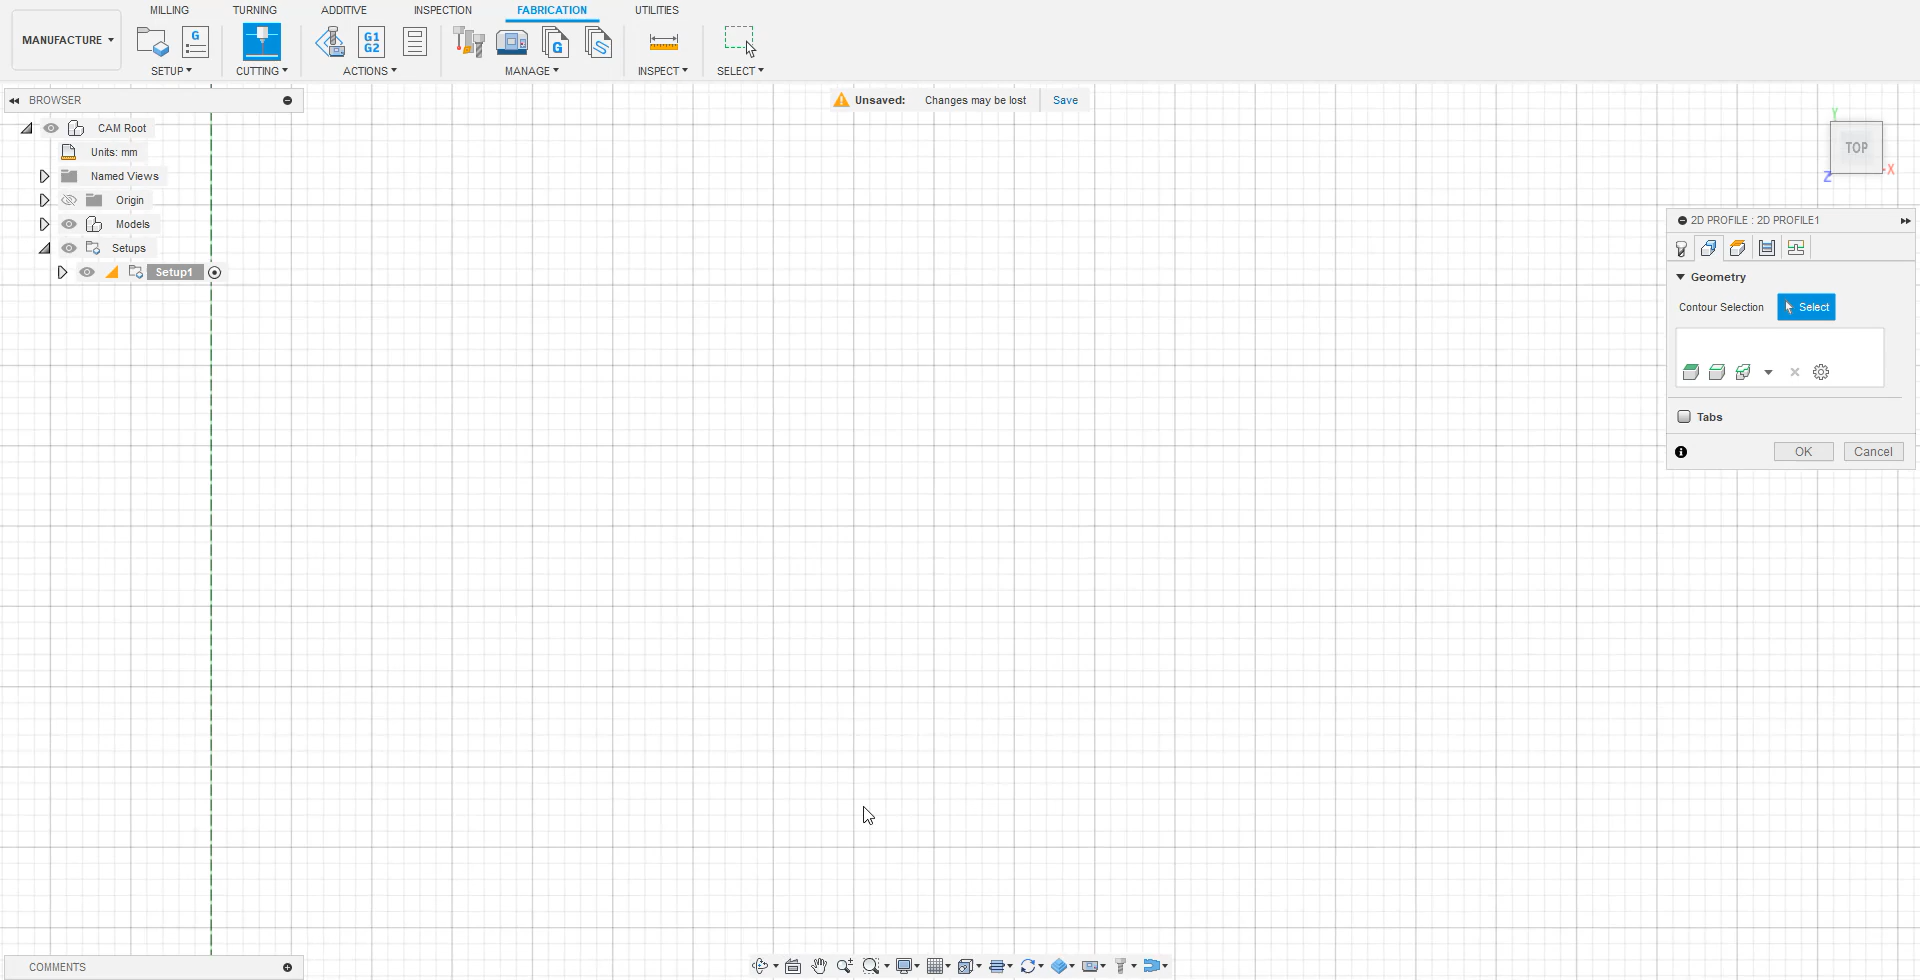 MILLING TURNING ADDITIVE INSPECTION FABRICATION UTILITIES
MANUFACTURE
G
G1
G2
G
SETUP CUTTING ACTIONS MANAGE INSPECT SELECT
BROWSER
Unsaved: Changes may be lost Save
CAM Root
Units: mm
Named Views
Origin
Models
Setups
Setup1
Y
TOP
X
Z
2D PROFILE : 2D PROFILE1
Geometry
Contour Selection Select
Tabs
OK Cancel
COMMENTS